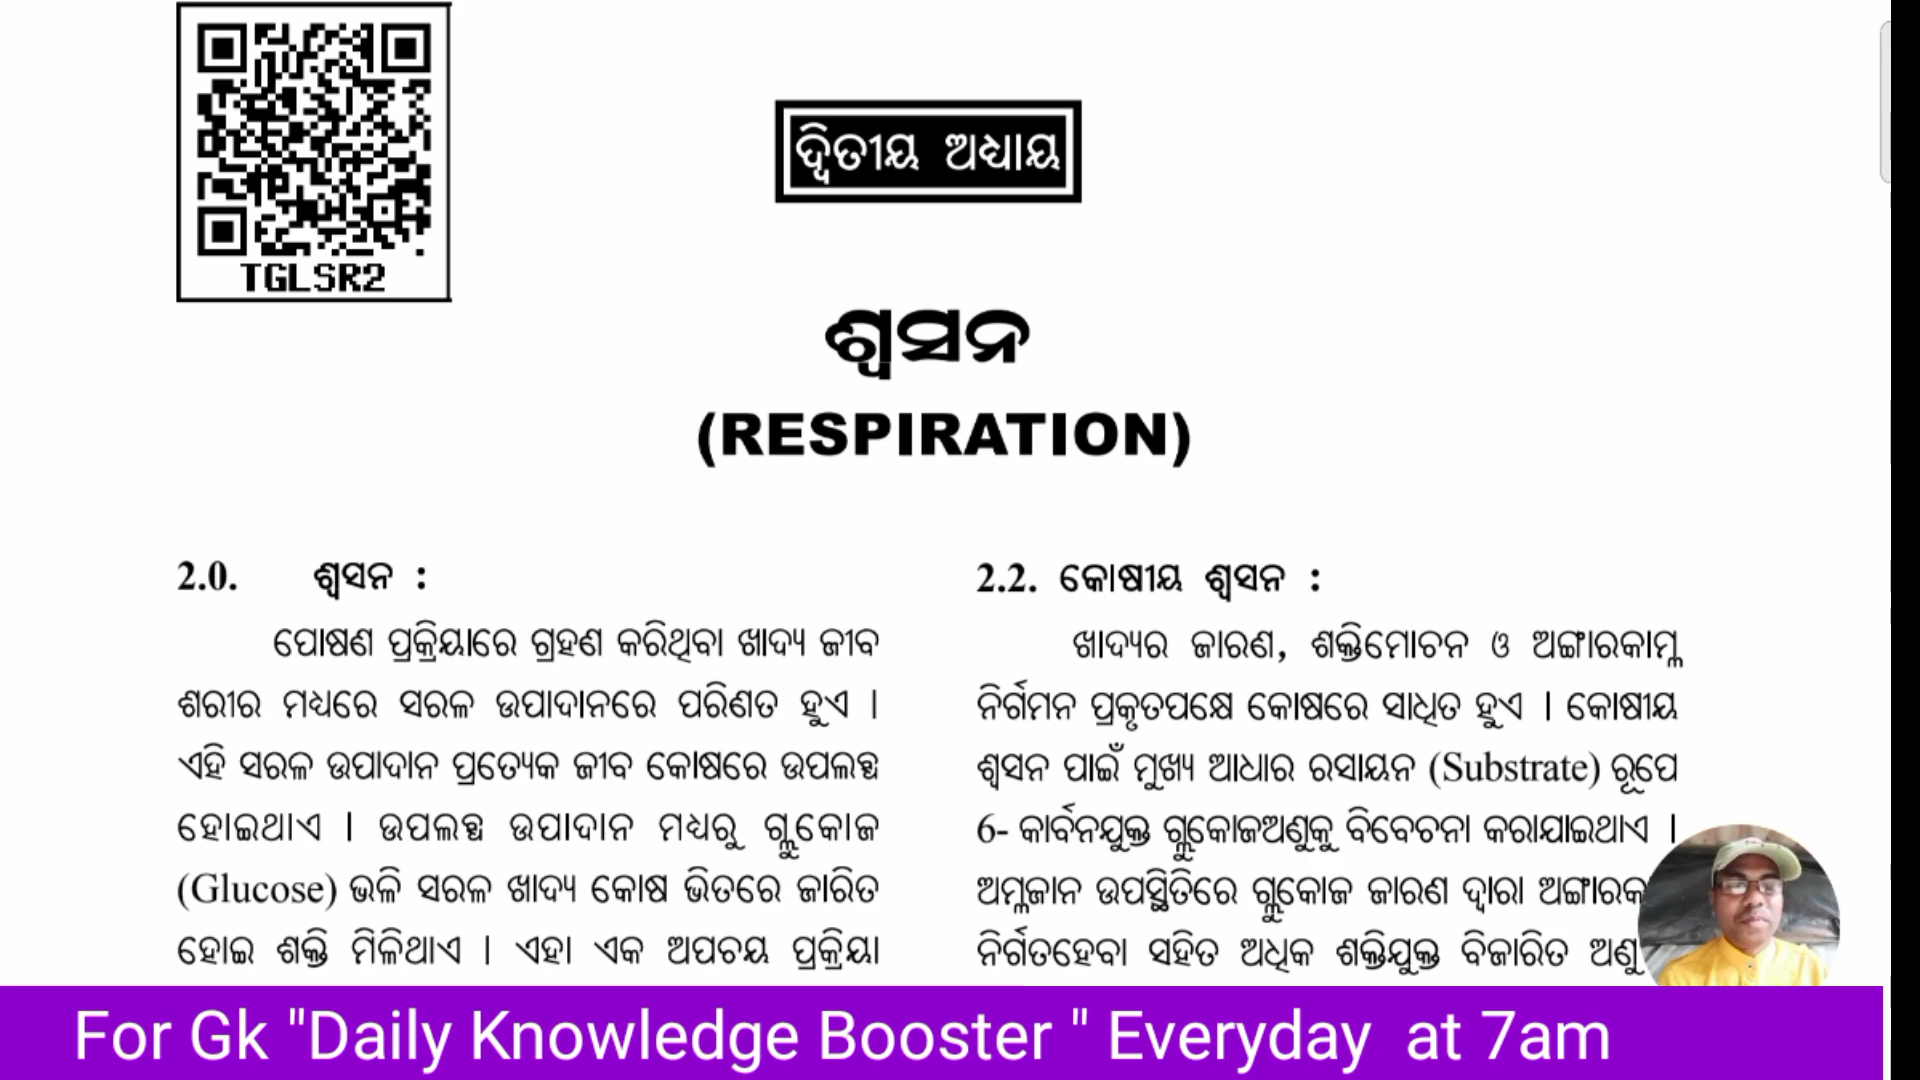 TGLSR2
ଦ୍ୱିତୀୟ ଅଧ୍ୟାୟ
ଶ୍ୱସନ
(RESPIRATION)
2.0. ଶ୍ୱସନ :
ପୋଷଣ ପ୍ରକ୍ରିୟାରେ ଗ୍ରହଣ କରିଥିବା ଖାଦ୍ୟ ଜୀବ
ଶରୀର ମଧ୍ୟରେ ସରଳ ଉପାଦାନରେ ପରିଣତ ହୁଏ ।
ଏହି ସରଳ ଉପାଦାନ ପ୍ରତ୍ୟେକ ଜୀବ କୋଷରେ ଉପଲବ୍ଧ
ହୋଇଥାଏ । ଉପଲବ୍ଧ ଉପାଦାନ ମଧ୍ୟରୁ ଗ୍ଲୁକୋଜ
(Glucose) ଭଳି ସରଳ ଖାଦ୍ୟ କୋଷ ଭିତରେ ଜାରିତ
ହୋଇ ଶକ୍ତି ମିଳିଥାଏ । ଏହା ଏକ ଅପଚୟ ପ୍ରକ୍ରିୟା
2.2. କୋଷୀୟ ଶ୍ୱସନ :
ଖାଦ୍ୟର ଜାରଣ, ଶକ୍ତିମୋଚନ ଓ ଅଙ୍ଗାରକାମ୍ଳ
ନିର୍ଗମନ ପ୍ରକୃତପକ୍ଷେ କୋଷରେ ସାଧିତ ହୁଏ । କୋଷୀୟ
ଶ୍ୱସନ ପାଇଁ ମୁଖ୍ୟ ଆଧାର ରସାୟନ (Substrate) ରୂପେ
6- କାର୍ବନଯୁକ୍ତ ଗ୍ଲୁକୋଜଅଣୁକୁ ବିବେଚନା କରାଯାଇଥାଏ ।
ଅମ୍ଳଜାନ ଉପସ୍ଥିତିରେ ଗ୍ଲୁକୋଜ ଜାରଣ ଦ୍ୱାରା
ନିର୍ଗତହେବା ସହିତ ଅଧିକ ଶକ୍ତିଯୁକ୍ତ ବିଜାରିତ ଅଣୁ
For Gk "Daily Knowledge Booster " Everyday at 7am